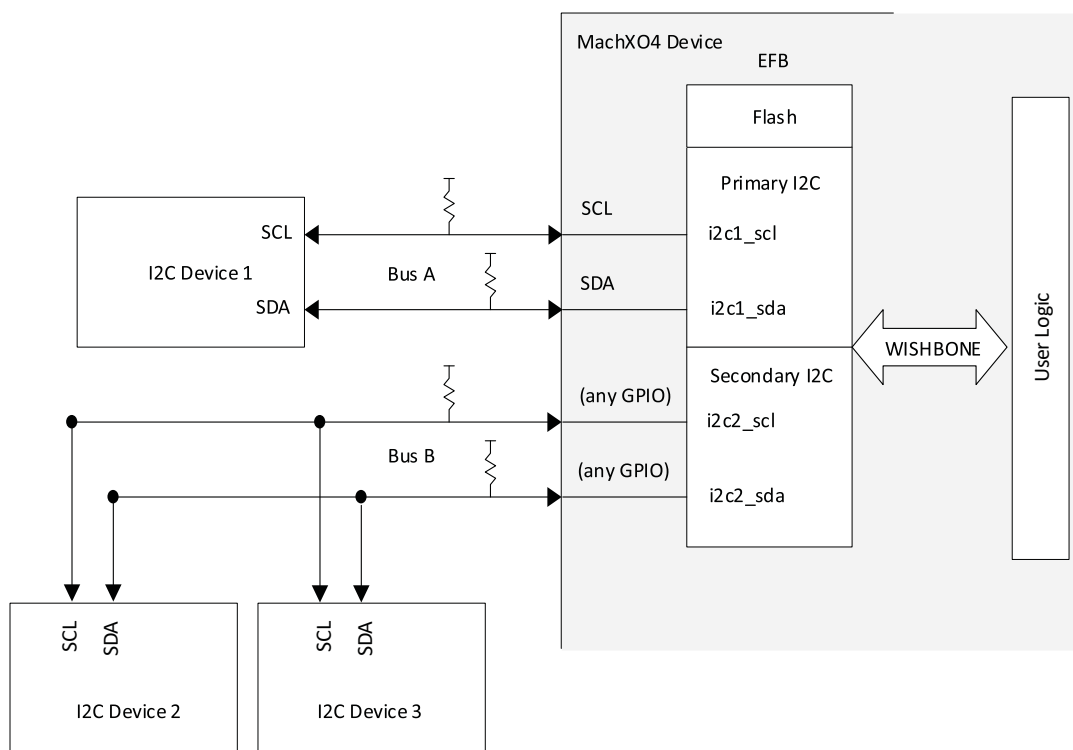 MachXO4 Device
EFB
Flash
Primary I2C
SCL
SCL
i2c1_scl
I2C Device 1
Bus A
SDA
SDA
i2c1_sda
WISHBONE
User Logic
Secondary I2C
(any GPIO)
i2c2_scl
Bus B
(any GPIO)
i2c2_sda
SCL
SDA
SCL
SDA
I2C Device 2
I2C Device 3